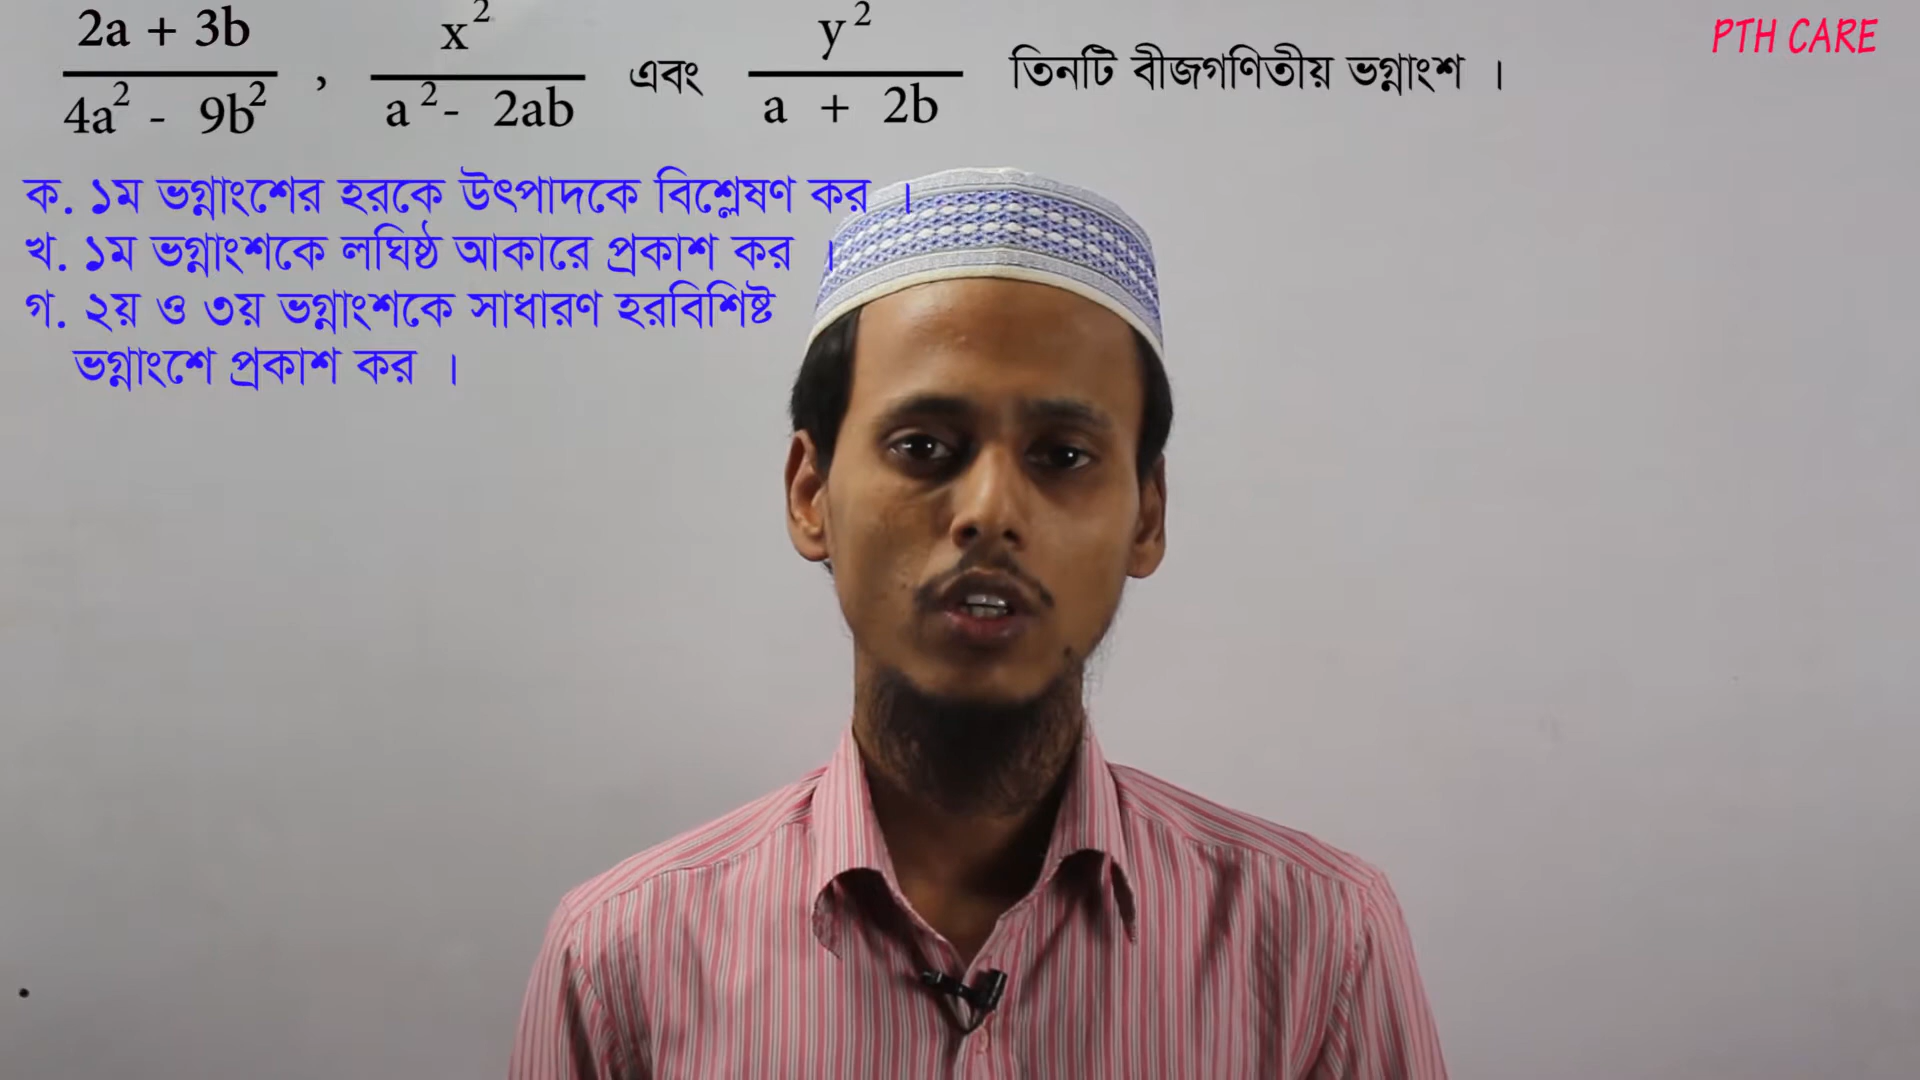 2a + 3b / 4a² - 9b² , x² / a² - 2ab এবং y² / a + 2b তিনটি বীজগণিতীয় ভগ্নাংশ ।
PTH CARE
ক. ১ম ভগ্নাংশের হরকে উৎপাদকে বিশ্লেষণ কর ।
খ. ১ম ভগ্নাংশকে লঘিষ্ঠ আকারে প্রকাশ কর ।
গ. ২য় ও ৩য় ভগ্নাংশকে সাধারণ হরবিশিষ্ট
ভগ্নাংশে প্রকাশ কর ।